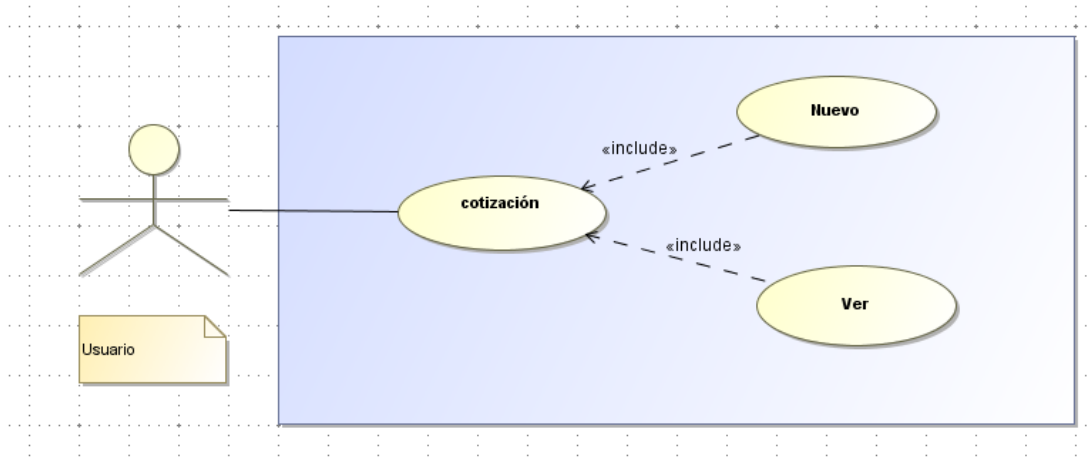 Nuevo
«include»
cotización
«include»
Ver
Usuario